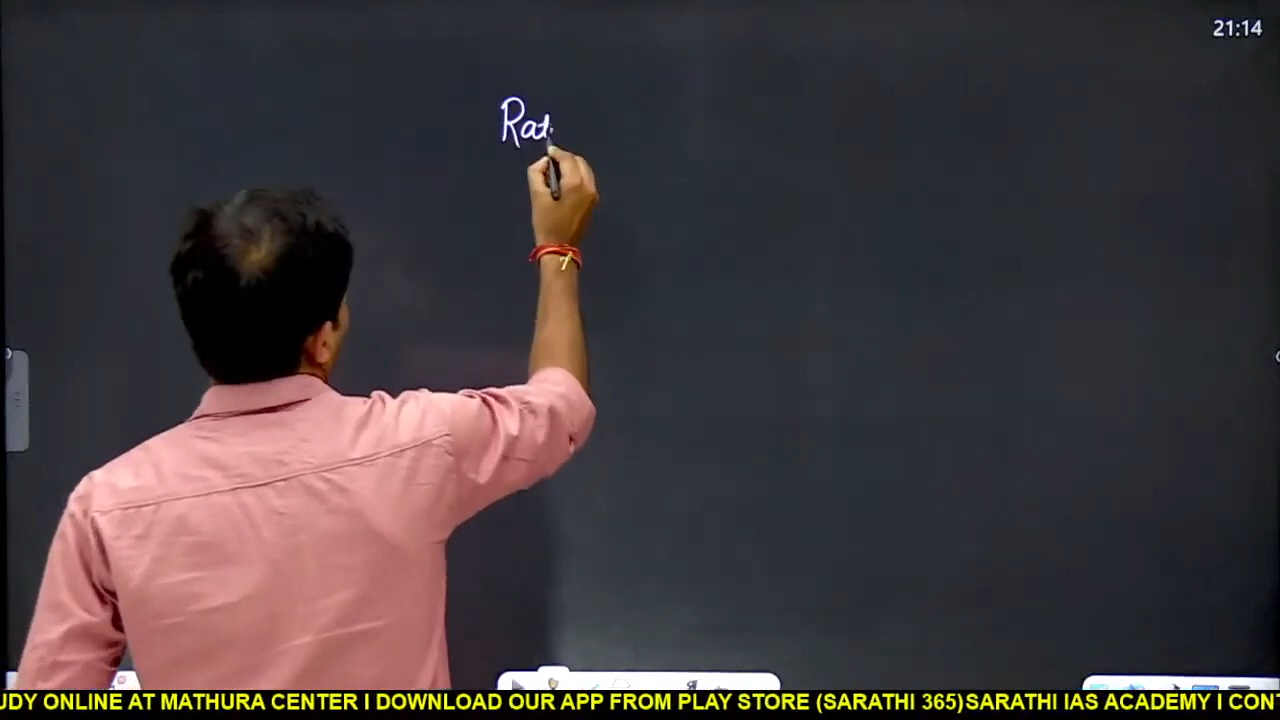 21:14
Rat
UDY ONLINE AT MATHURA CENTER I DOWNLOAD OUR APP FROM PLAY STORE (SARATHI 365)SARATHI IAS ACADEMY I CON